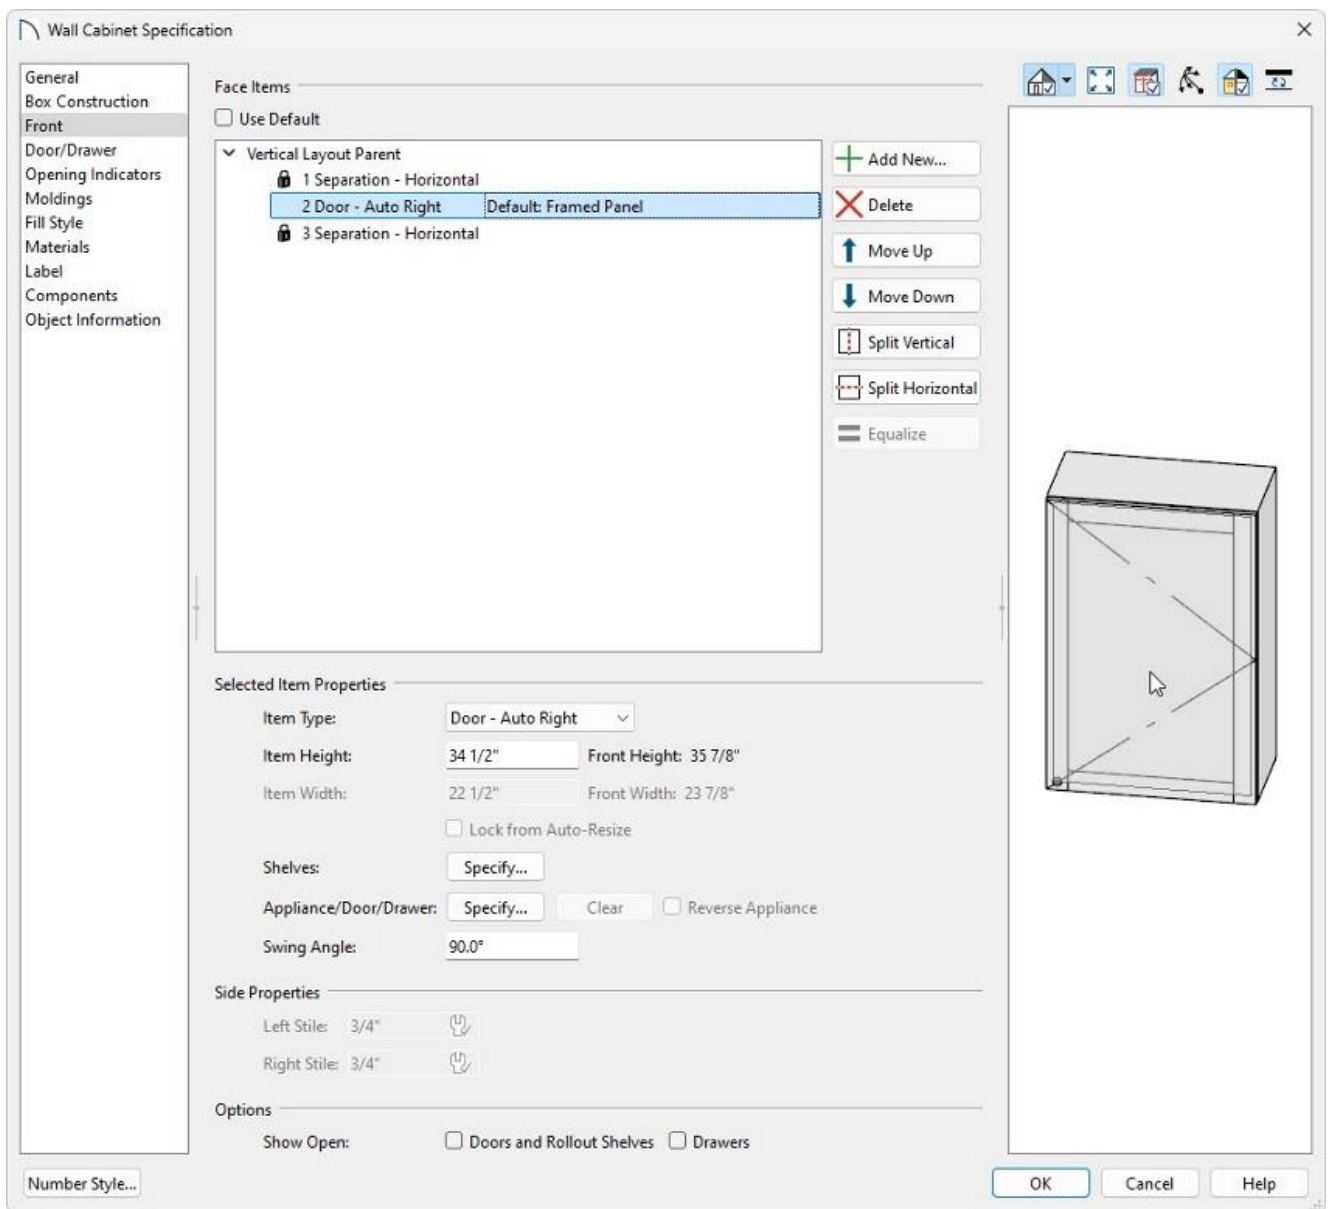 Wall Cabinet Specification
General
Box Construction
Front
Door/Drawer
Opening Indicators
Moldings
Fill Style
Materials
Label
Components
Object Information
Face Items
Use Default
Vertical Layout Parent
1 Separation - Horizontal
2 Door - Auto Right Default: Framed Panel
3 Separation - Horizontal
Add New...
Delete
Move Up
Move Down
Split Vertical
Split Horizontal
Equalize
Selected Item Properties
Item Type: Door - Auto Right
Item Height: 34 1/2" Front Height: 35 7/8"
Item Width: 22 1/2" Front Width: 23 7/8"
Lock from Auto-Resize
Shelves: Specify...
Appliance/Door/Drawer: Specify... Clear Reverse Appliance
Swing Angle: 90.0°
Side Properties
Left Stile: 3/4"
Right Stile: 3/4"
Options
Show Open: Doors and Rollout Shelves Drawers
Number Style... OK Cancel Help